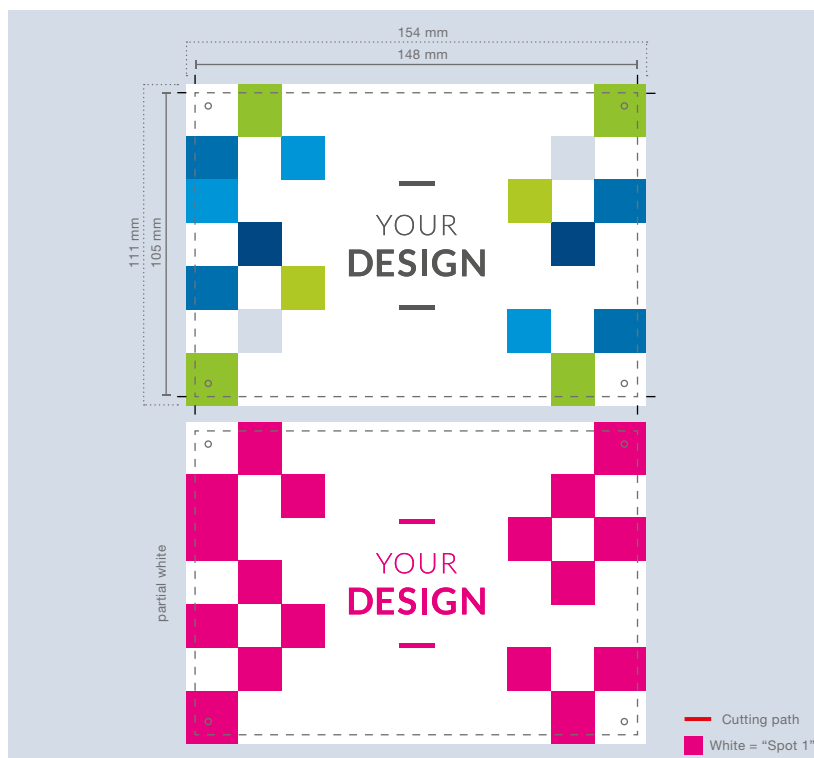 154 mm
148 mm
111 mm
105 mm
YOUR
DESIGN
partial white
YOUR
DESIGN
Cutting path
White = “Spot 1”